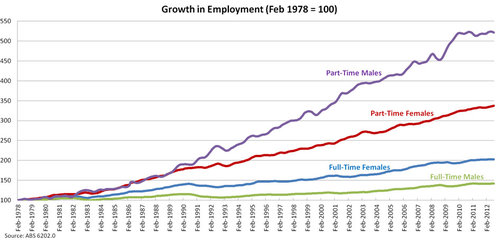 Growth in Employment (Feb 1978 = 100)
550
500
450
400
350
300
250
200
150
100
Part-Time Males
Part-Time Females
Full-Time Females
Full-Time Males
Feb-1978
Feb-1979
Feb-1980
Feb-1981
Feb-1982
Feb-1983
Feb-1984
Feb-1985
Feb-1986
Feb-1987
Feb-1988
Feb-1989
Feb-1990
Feb-1991
Feb-1992
Feb-1993
Feb-1994
Feb-1995
Feb-1996
Feb-1997
Feb-1998
Feb-1999
Feb-2000
Feb-2001
Feb-2002
Feb-2003
Feb-2004
Feb-2005
Feb-2006
Feb-2007
Feb-2008
Feb-2009
Feb-2010
Feb-2011
Feb-2012
Source: ABS 6202.0